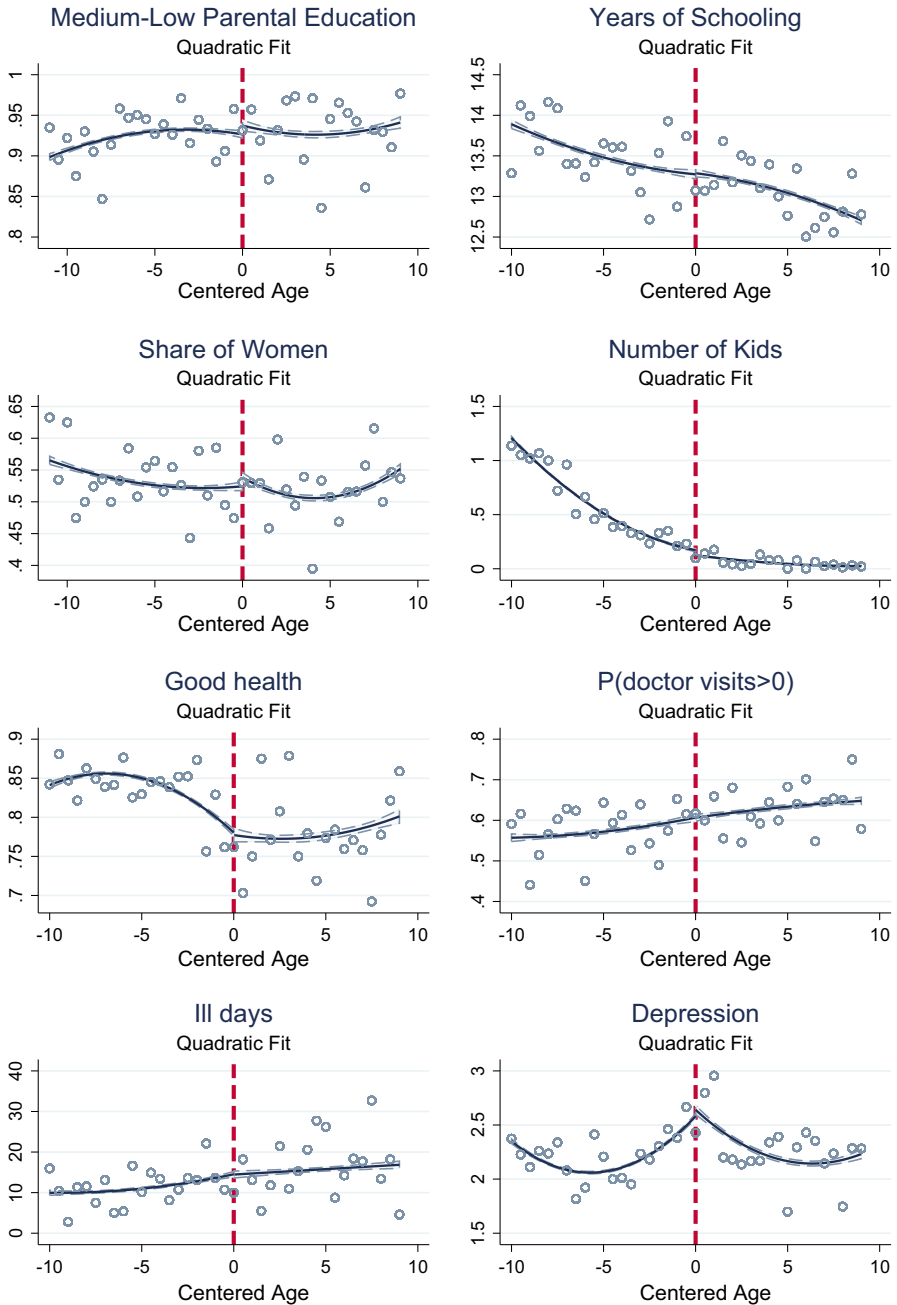 Medium-Low Parental Education
Quadratic Fit
1
.95
.9
.85
.8
-10 -5 0 5 10
Centered Age
Years of Schooling
Quadratic Fit
14.5
14
13.5
13
12.5
-10 -5 0 5 10
Centered Age
Share of Women
Quadratic Fit
.65
.6
.55
.5
.45
.4
-10 -5 0 5 10
Centered Age
Number of Kids
Quadratic Fit
1.5
1
.5
0
-10 -5 0 5 10
Centered Age
Good health
Quadratic Fit
.9
.85
.8
.75
.7
-10 -5 0 5 10
Centered Age
P(doctor visits>0)
Quadratic Fit
.8
.7
.6
.5
.4
-10 -5 0 5 10
Centered Age
Ill days
Quadratic Fit
40
30
20
10
0
-10 -5 0 5 10
Centered Age
Depression
Quadratic Fit
3
2.5
2
1.5
-10 -5 0 5 10
Centered Age